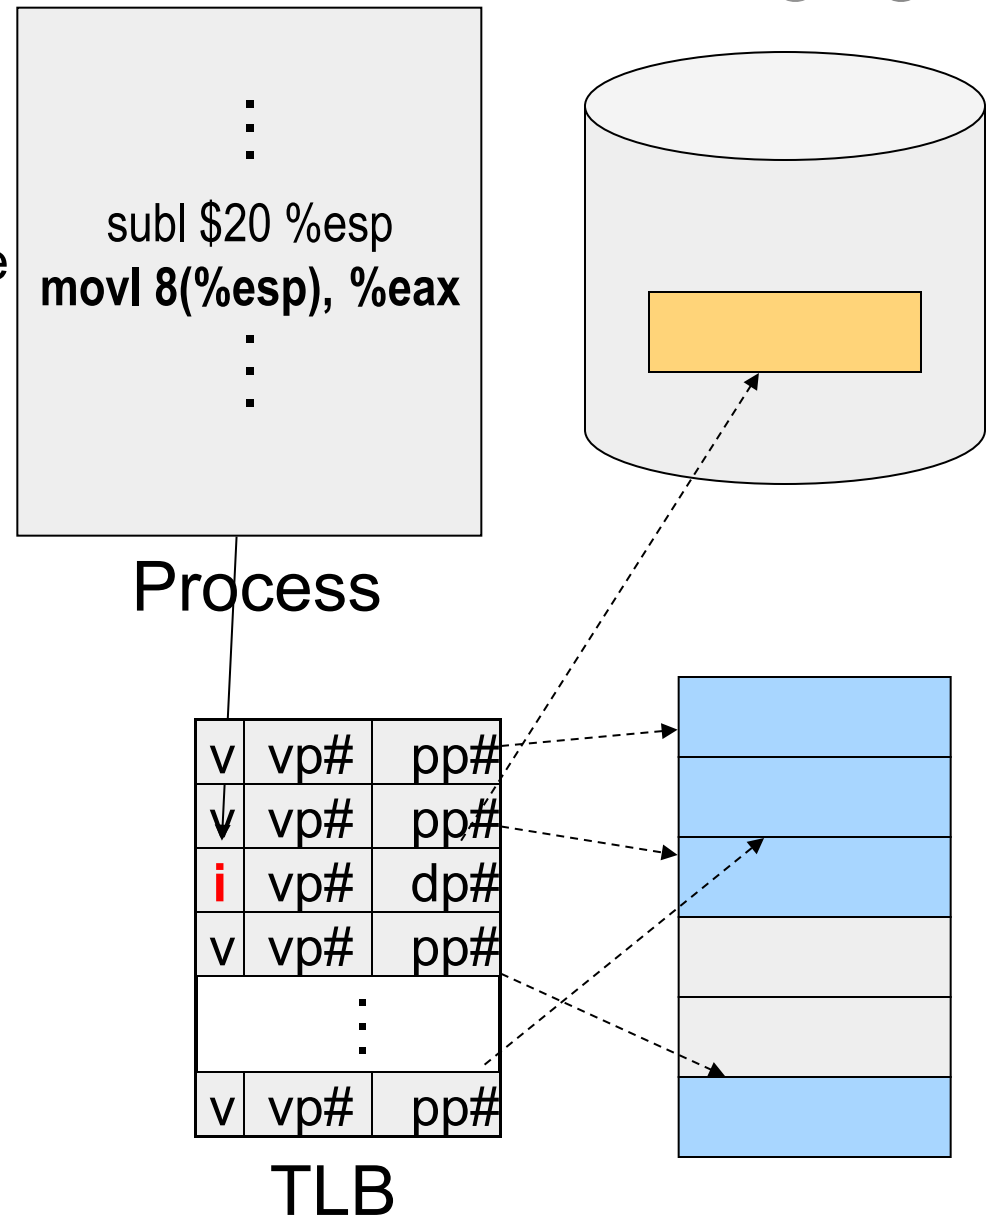 subl $20 %esp
e
movl 8(%esp), %eax
Process
v vp# pp#
v vp# pp#
i vp# dp#
v vp# pp#
v vp# pp#
TLB